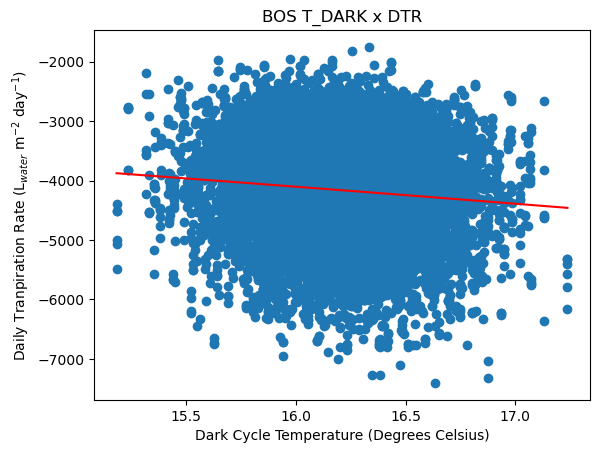 BOS T_DARK x DTR
Daily Tranpiration Rate (L_water m⁻² day⁻¹)
−2000
−3000
−4000
−5000
−6000
−7000
15.5 16.0 16.5 17.0
Dark Cycle Temperature (Degrees Celsius)